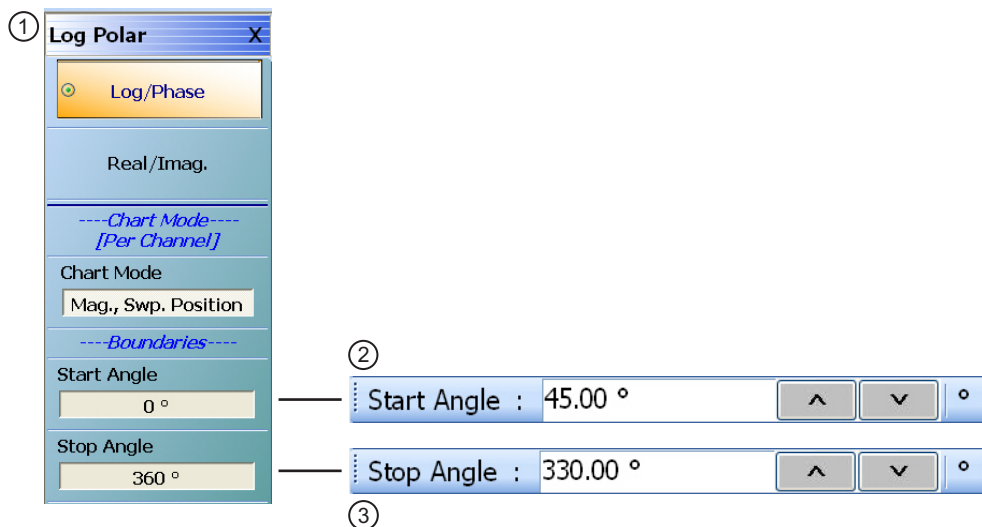 1
Log Polar X
Log/Phase
Real/Imag.
----Chart Mode----
[Per Channel]
Chart Mode
Mag., Swp. Position
----Boundaries----
Start Angle
0 °
Stop Angle
360 °
2
Start Angle : 45.00 ° ^ v °
Stop Angle : 330.00 ° ^ v °
3